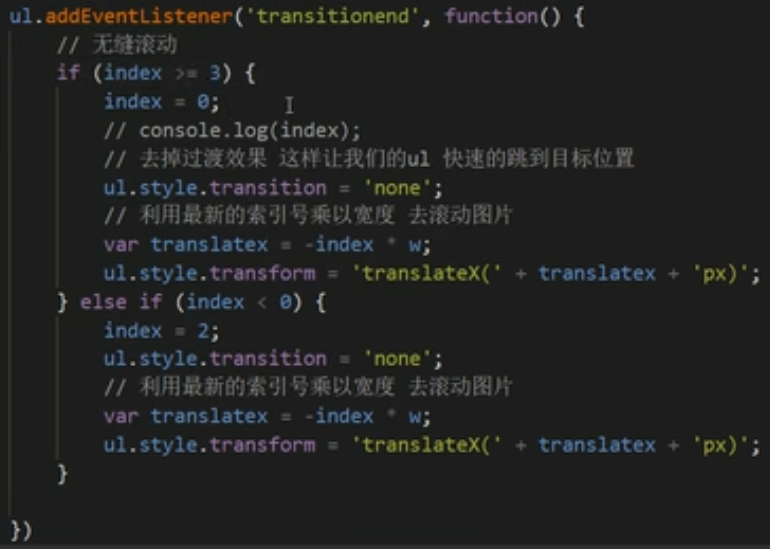 ul.addEventListener('transitionend', function() {
    // 无缝滚动
    if (index >= 3) {
        index = 0;
        // console.log(index);
        // 去掉过渡效果 这样让我们的ul 快速的跳到目标位置
        ul.style.transition = 'none';
        // 利用最新的索引号乘以宽度 去滚动图片
        var translatex = -index * w;
        ul.style.transform = 'translateX(' + translatex + 'px)';
    } else if (index < 0) {
        index = 2;
        ul.style.transition = 'none';
        // 利用最新的索引号乘以宽度 去滚动图片
        var translatex = -index * w;
        ul.style.transform = 'translateX(' + translatex + 'px)';
    }
})